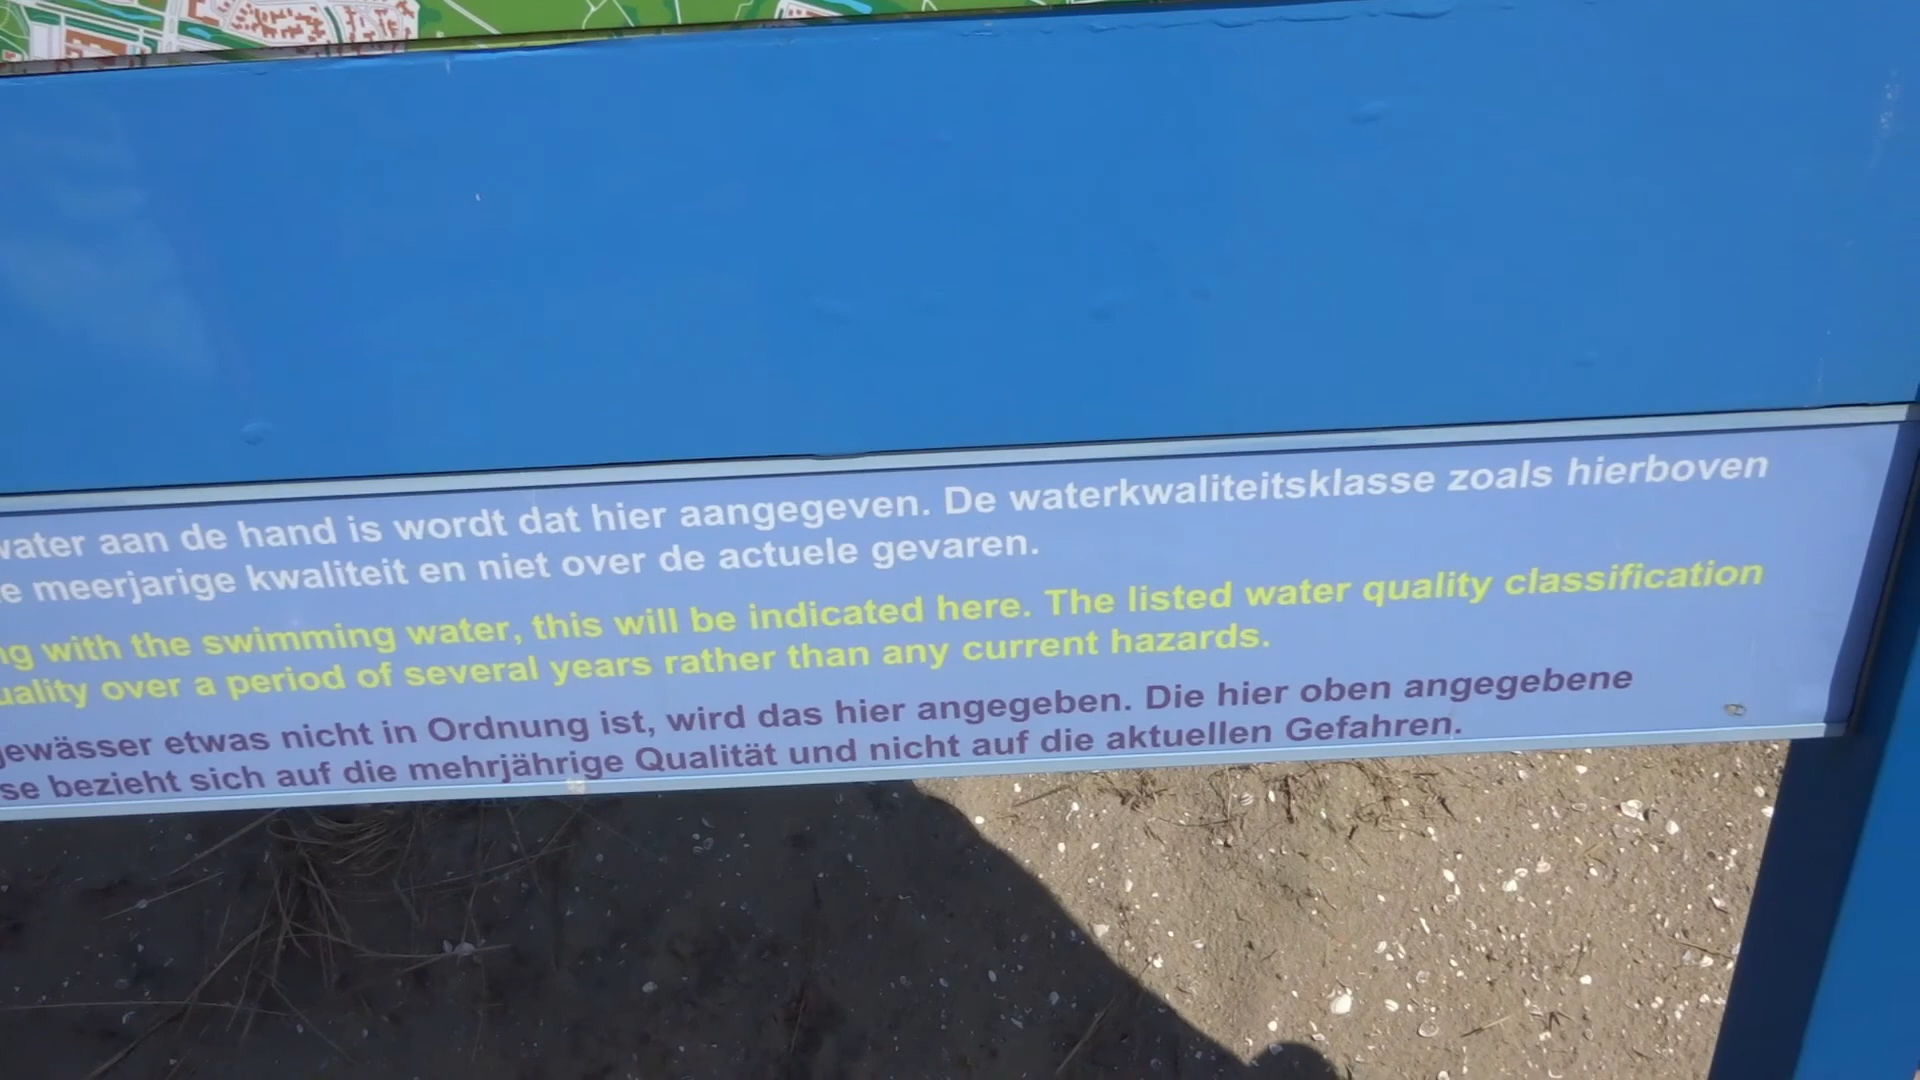 water aan de hand is wordt dat hier aangegeven. De waterkwaliteitsklasse zoals hierboven
meerjarige kwaliteit en niet over de actuele gevaren.
with the swimming water, this will be indicated here. The listed water quality classification
over a period of several years rather than any current hazards.
gewässer etwas nicht in Ordnung ist, wird das hier angegeben. Die hier oben angegebene
se bezieht sich auf die mehrjährige Qualität und nicht auf die aktuellen Gefahren.